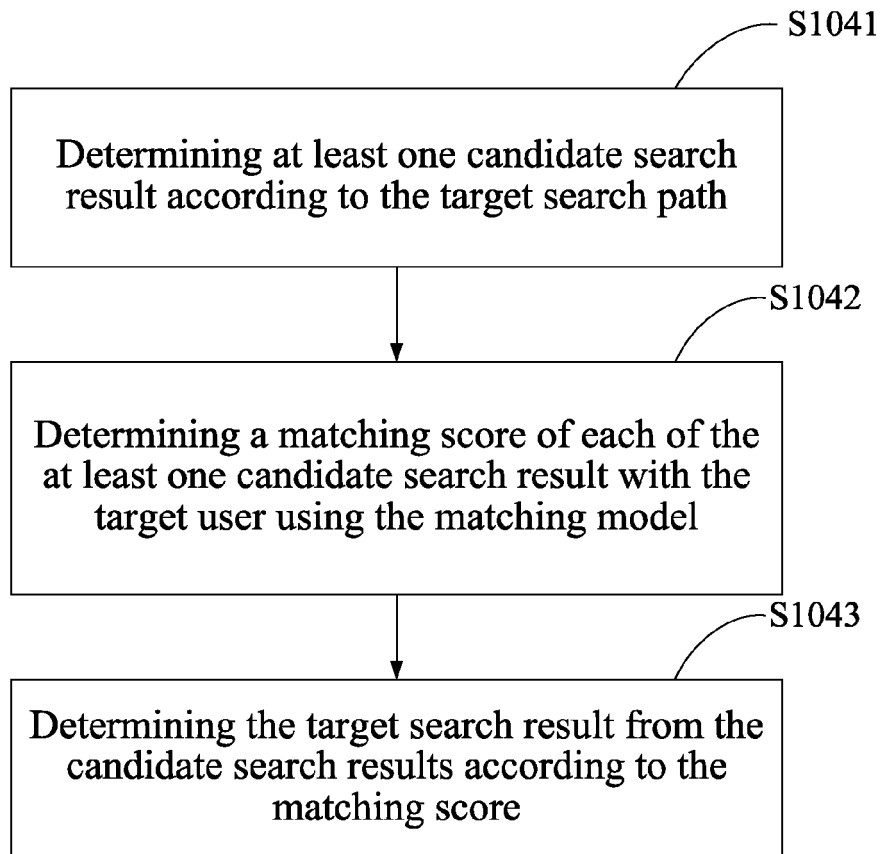 S1041
Determining at least one candidate search
result according to the target search path
S1042
Determining a matching score of each of the
at least one candidate search result with the
target user using the matching model
S1043
Determining the target search result from the
candidate search results according to the
matching score